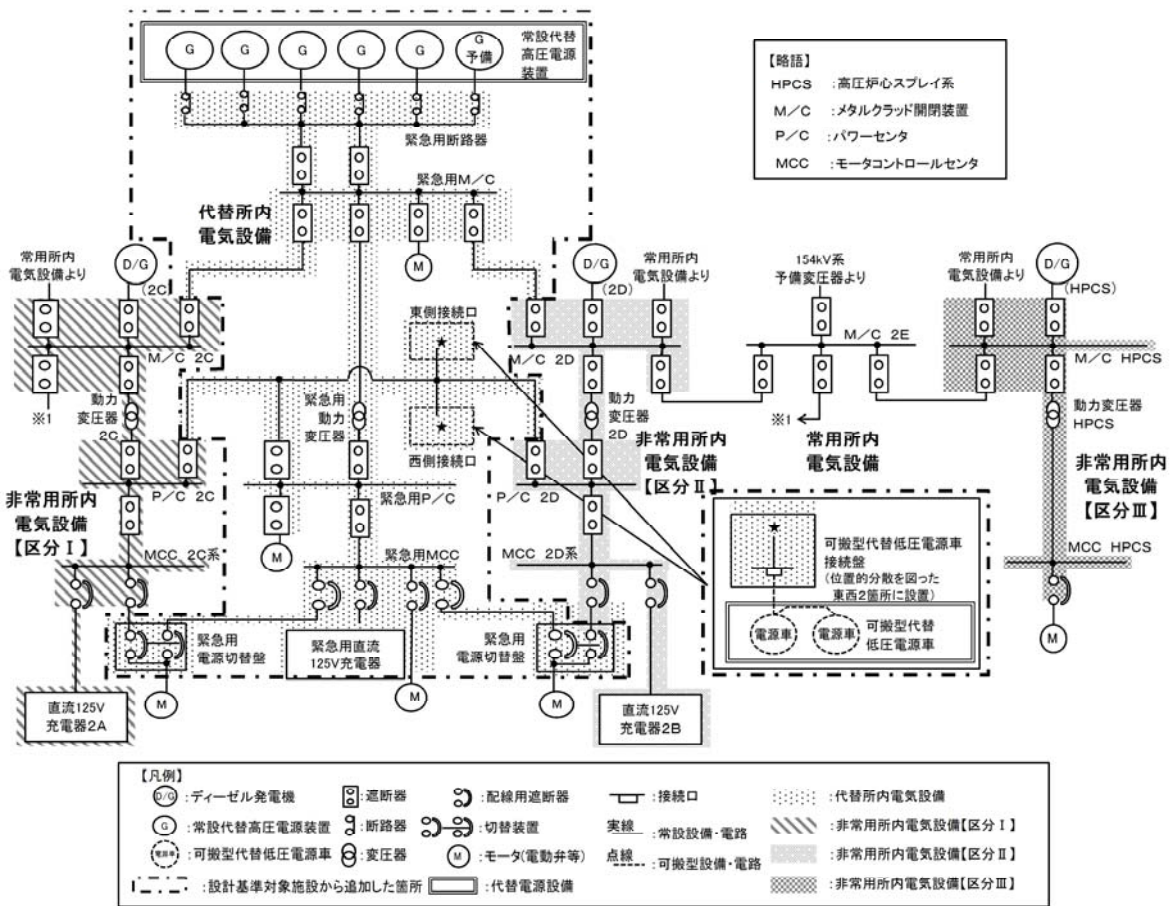 G
G
G
G
G
G
予備
常設代替
高圧電源
装置
【略語】
HPCS :高圧炉心スプレイ系
M/C :メタルクラッド開閉装置
P/C :パワーセンタ
MCC :モータコントロールセンタ
緊急用断路器
緊急用M/C
代替所内
電気設備
M
常用所内
電気設備より
D/G
(2C)
D/G
(2D)
常用所内
電気設備より
154kV系
予備変圧器より
常用所内
電気設備より
D/G
(HPCS)
東側接続口
M/C 2C
M/C 2D
M/C 2E
M/C HPCS
※1
動力
変圧器
2C
緊急用
動力
変圧器
西側接続口
動力
変圧器
2D
非常用所内
電気設備
【区分Ⅱ】
※1
常用所内
電気設備
動力変圧器
HPCS
非常用所内
電気設備
【区分Ⅲ】
P/C 2C
緊急用P/C
P/C 2D
非常用所内
電気設備
【区分Ⅰ】
M
MCC 2C系
緊急用MCC
MCC 2D系
MCC HPCS
可搬型代替低圧電源車
接続盤
(位置的分散を図った
東西2箇所に設置)
電源車
電源車
可搬型代替
低圧電源車
緊急用
電源切替盤
緊急用直流
125V充電器
緊急用
電源切替盤
M
直流125V
充電器2A
M
M
M
直流125V
充電器2B
【凡例】
D/G :ディーゼル発電機
:遮断器
:配線用遮断器
:接続口
:代替所内電気設備
G :常設代替高圧電源装置
:断路器
:切替装置
実線 :常設設備・電路
:非常用所内電気設備【区分Ⅰ】
電源車 :可搬型代替低圧電源車
:変圧器
M :モータ(電動弁等)
点線 :可搬型設備・電路
:非常用所内電気設備【区分Ⅱ】
:設計基準対象施設から追加した箇所
:代替電源設備
:非常用所内電気設備【区分Ⅲ】